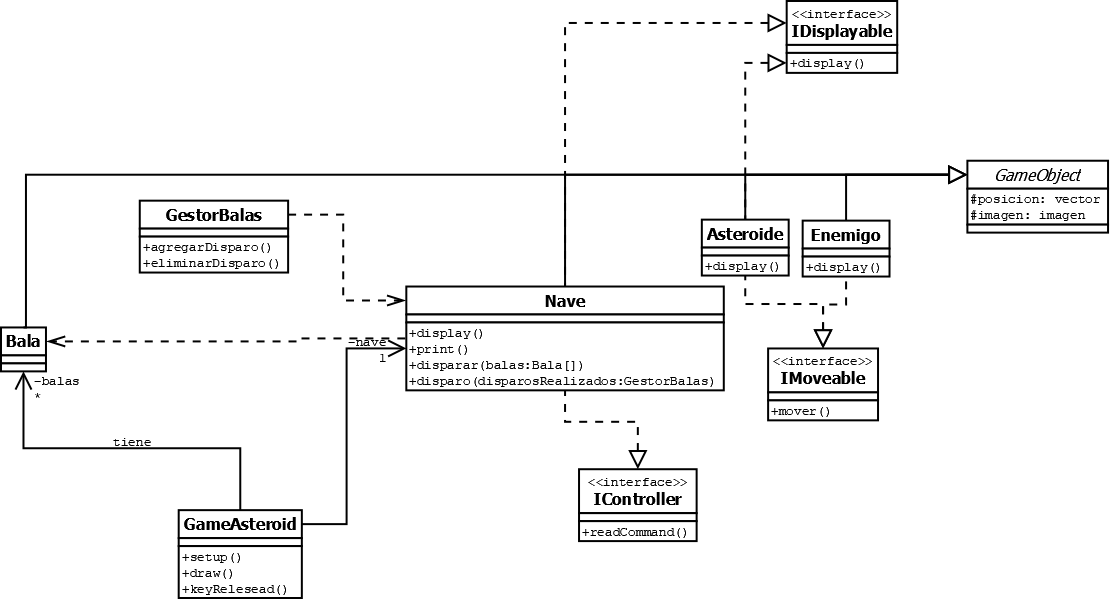 <<interface>>
IDisplayable
+display()
GameObject
#posicion: vector
#imagen: imagen
GestorBalas
+agregarDisparo()
+eliminarDisparo()
Asteroide
+display()
Enemigo
+display()
Nave
+display()
+print()
+disparar(balas:Bala[])
+disparo(disparosRealizados:GestorBalas)
Bala
-nave
1
<<interface>>
IMoveable
+mover()
-balas
*
tiene
<<interface>>
IController
+readCommand()
GameAsteroid
+setup()
+draw()
+keyRelesead()